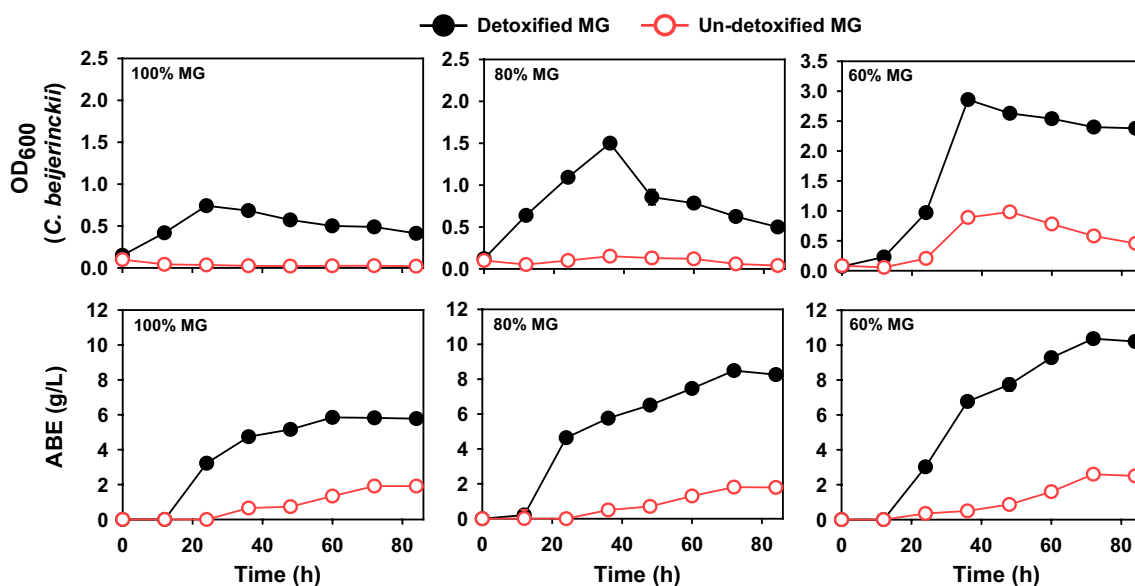 Detoxified MG Un-detoxified MG
OD600
(C. beijerinckii)
2.5
2.0
1.5
1.0
0.5
0.0
100% MG
2.5
2.0
1.5
1.0
0.5
0.0
80% MG
3.5
3.0
2.5
2.0
1.5
1.0
0.5
0.0
60% MG
ABE (g/L)
12
10
8
6
4
2
0
100% MG
0 20 40 60 80
Time (h)
12
10
8
6
4
2
0
80% MG
0 20 40 60 80
Time (h)
12
10
8
6
4
2
0
60% MG
0 20 40 60 80
Time (h)